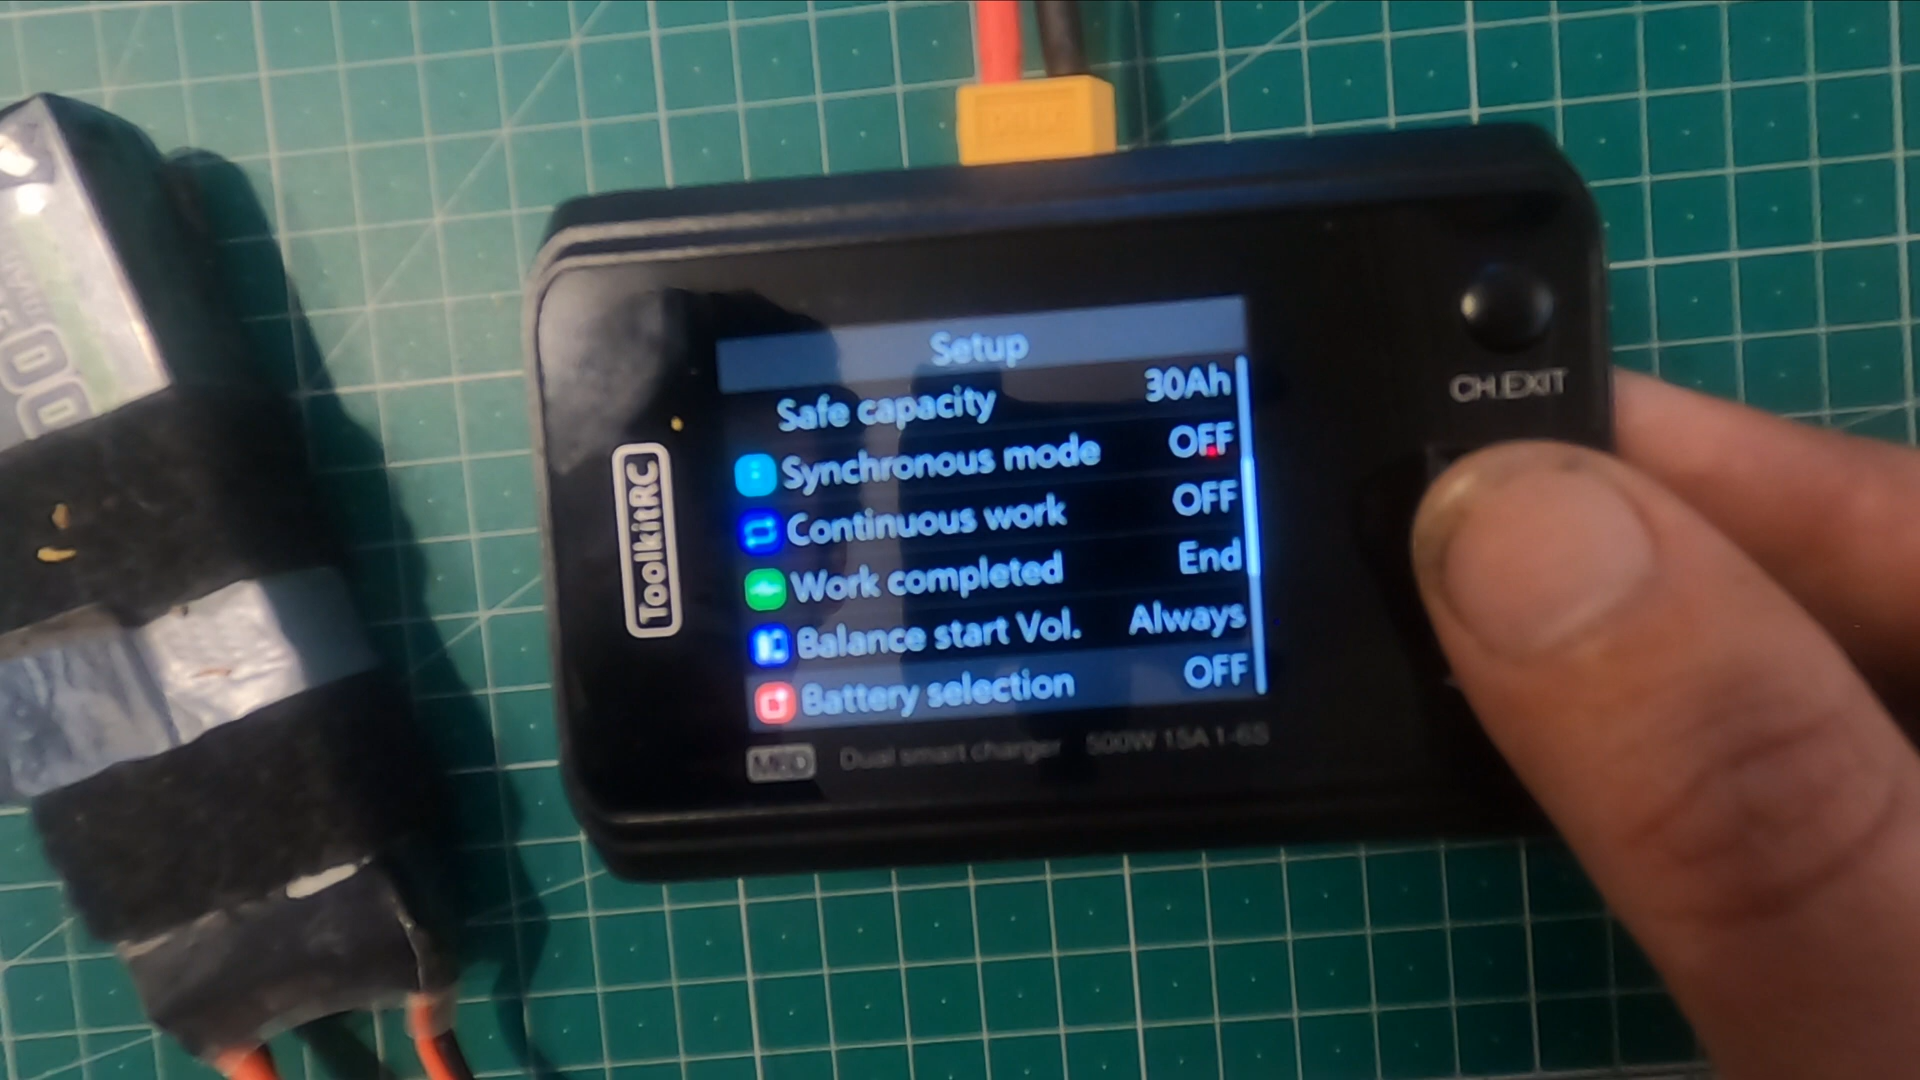 Setup
Safe capacity 30Ah
Synchronous mode OFF
Continuous work OFF
Work completed End
Balance start Vol. Always
Battery selection OFF
ToolkitRC
CH.EXIT
Dual smart charger 500W 15A 1-6S